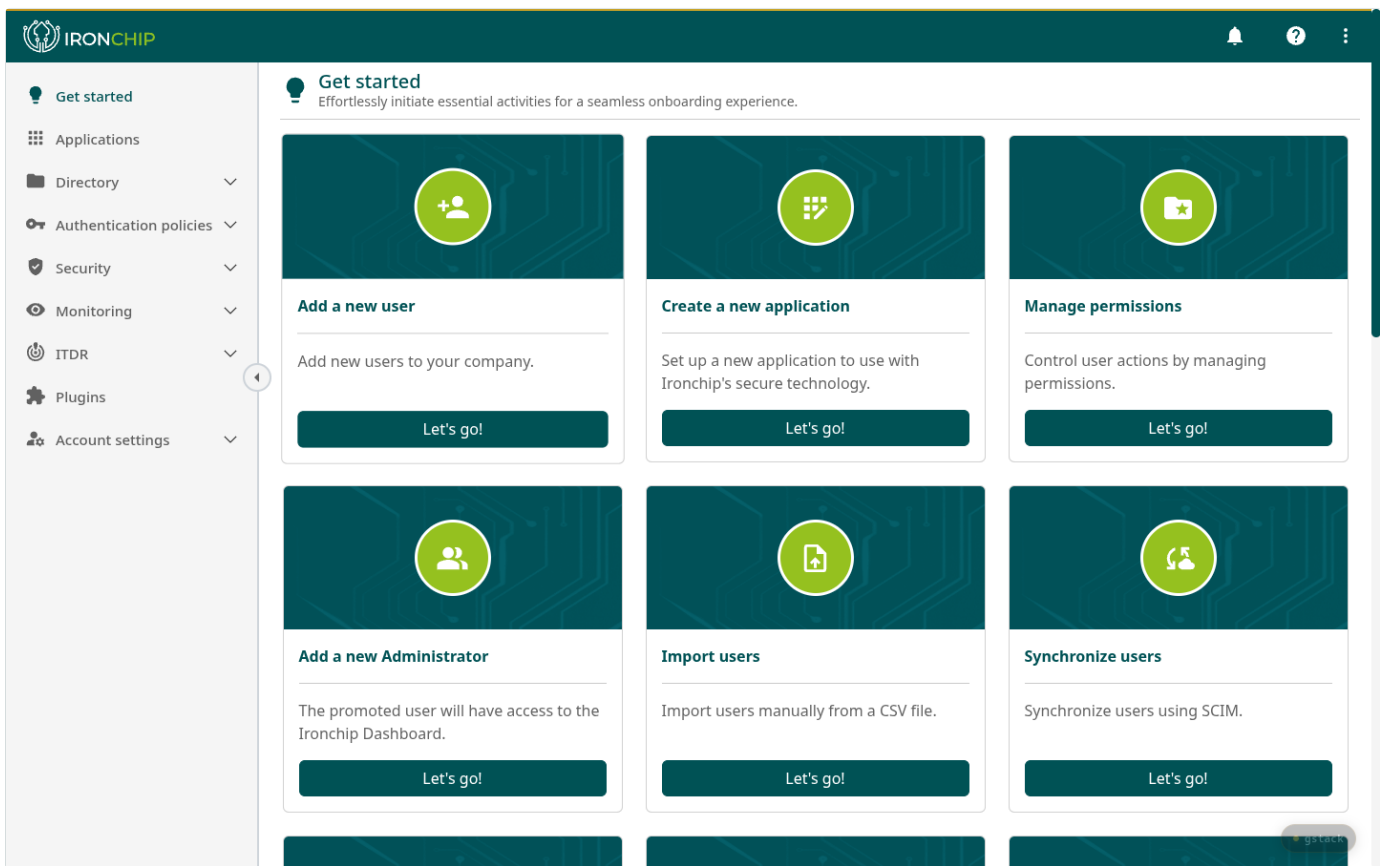 IRONCHIP
Get started
Applications
Directory
Authentication policies
Security
Monitoring
ITDR
Plugins
Account settings
Get started
Effortlessly initiate essential activities for a seamless onboarding experience.
Add a new user
Add new users to your company.
Let's go!
Create a new application
Set up a new application to use with
Ironchip's secure technology.
Let's go!
Manage permissions
Control user actions by managing
permissions.
Let's go!
Add a new Administrator
The promoted user will have access to the
Ironchip Dashboard.
Let's go!
Import users
Import users manually from a CSV file.
Let's go!
Synchronize users
Synchronize users using SCIM.
Let's go!
gstack